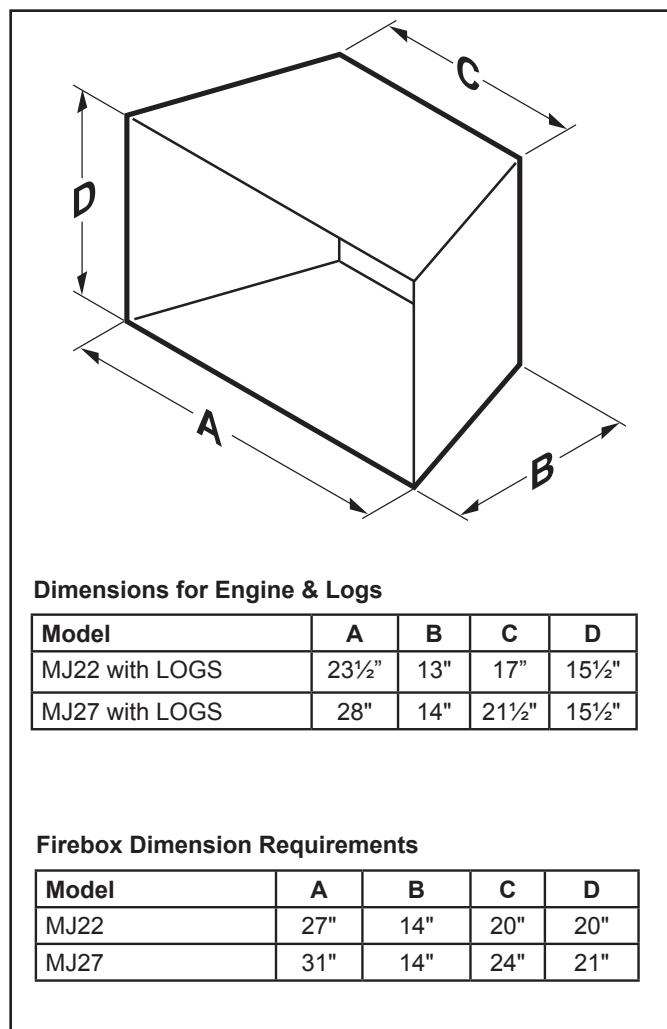 C
D
A
B
Dimensions for Engine & Logs
Model A B C D
MJ22 with LOGS 23½” 13" 17” 15½"
MJ27 with LOGS 28" 14" 21½" 15½"
Firebox Dimension Requirements
Model A B C D
MJ22 27" 14" 20" 20"
MJ27 31" 14" 24" 21"